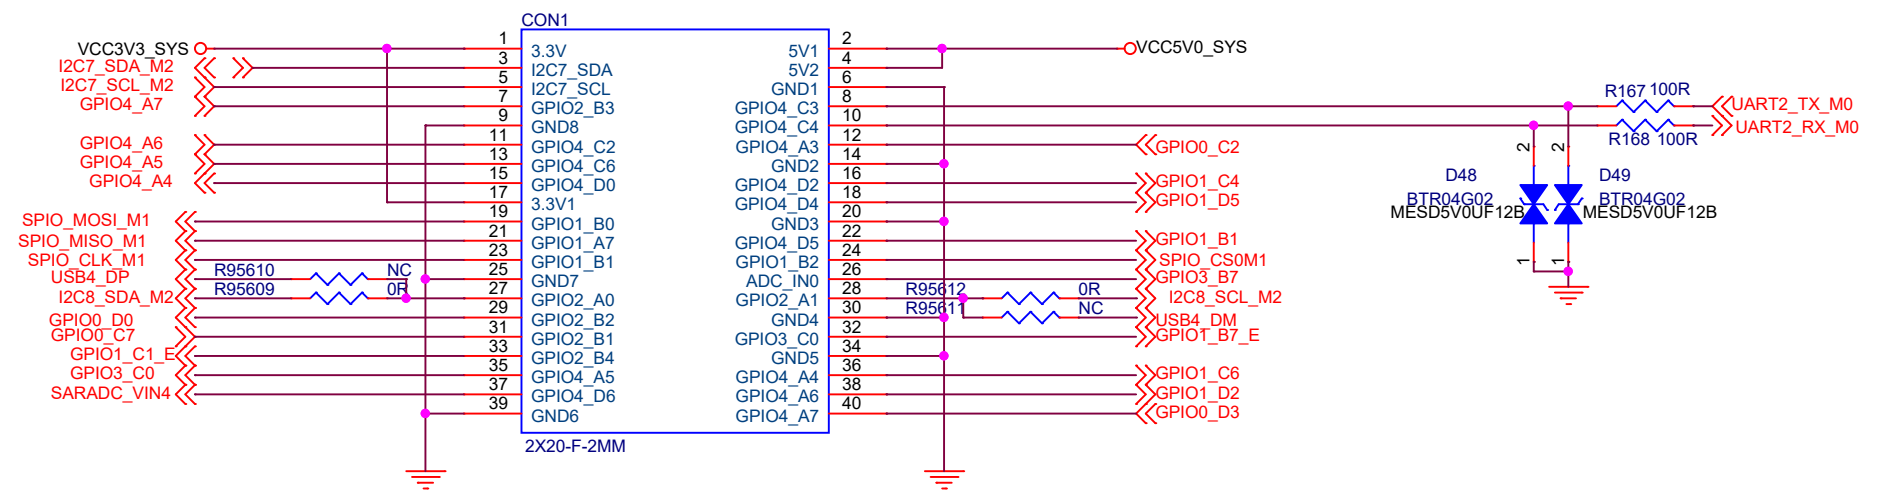 CON1
VCC3V3_SYS 1 3.3V 5V1 2 VCC5V0_SYS
I2C7_SDA_M2 3 I2C7_SDA 5V2 4
I2C7_SCL_M2 5 I2C7_SCL GND1 6
GPIO4_A7 7 GPIO2_B3 GPIO4_C3 8 R167 100R UART2_TX_M0
9 GND8 GPIO4_C4 10 R168 100R UART2_RX_M0
GPIO4_A6 11 GPIO4_C2 GPIO4_A3 12 GPIO0_C2
GPIO4_A5 13 GPIO4_C6 GND2 14
GPIO4_A4 15 GPIO4_D0 GPIO4_D2 16 GPIO1_C4
17 3.3V1 GPIO4_D4 18 GPIO1_D5
SPIO_MOSI_M1 19 GPIO1_B0 GND3 20
SPIO_MISO_M1 21 GPIO1_A7 GPIO4_D5 22 GPIO1_B1
SPIO_CLK_M1 23 GPIO1_B1 GPIO1_B2 24 SPIO_CS0M1
USB4_DP R95610 NC 25 GND7 ADC_IN0 26 GPIO3_B7
I2C8_SDA_M2 R95609 0R 27 GPIO2_A0 GPIO2_A1 28 R95612 0R I2C8_SCL_M2
GPIO0_D0 29 GPIO2_B2 GND4 30 R95611 NC USB4_DM
GPIO0_C7 31 GPIO2_B1 GPIO3_C0 32 GPIO1_B7_E
GPIO1_C1_E 33 GPIO2_B4 GND5 34
GPIO3_C0 35 GPIO4_A5 GPIO4_A4 36 GPIO1_C6
SARADC_VIN4 37 GPIO4_D6 GPIO4_A6 38 GPIO1_D2
39 GND6 GPIO4_A7 40 GPIO0_D3
2X20-F-2MM
2 2
D48 D49
BTR04G02 BTR04G02
MESD5V0UF12B MESD5V0UF12B
1 1